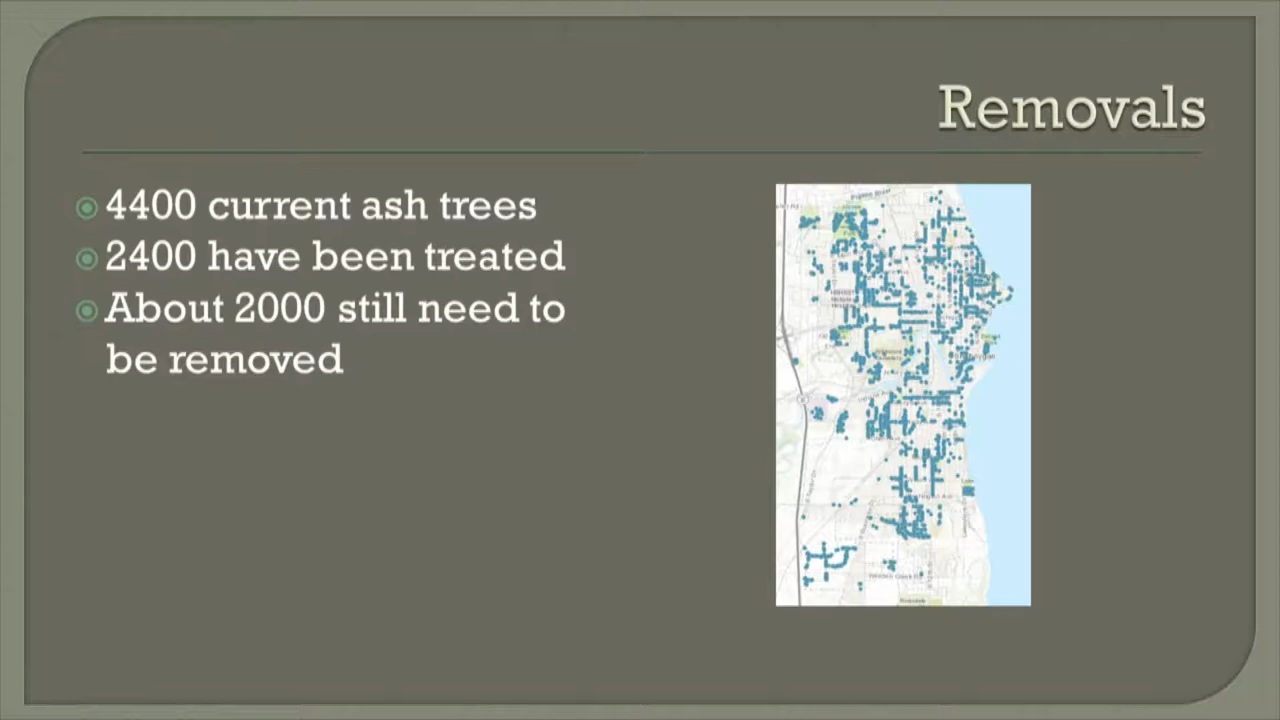 Removals
4400 current ash trees
2400 have been treated
About 2000 still need to
be removed